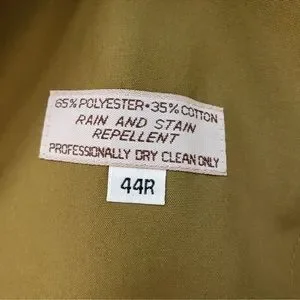 65% POLYESTER • 35% COTTON
RAIN AND STAIN
REPELLENT
PROFESSIONALLY DRY CLEAN ONLY
44R